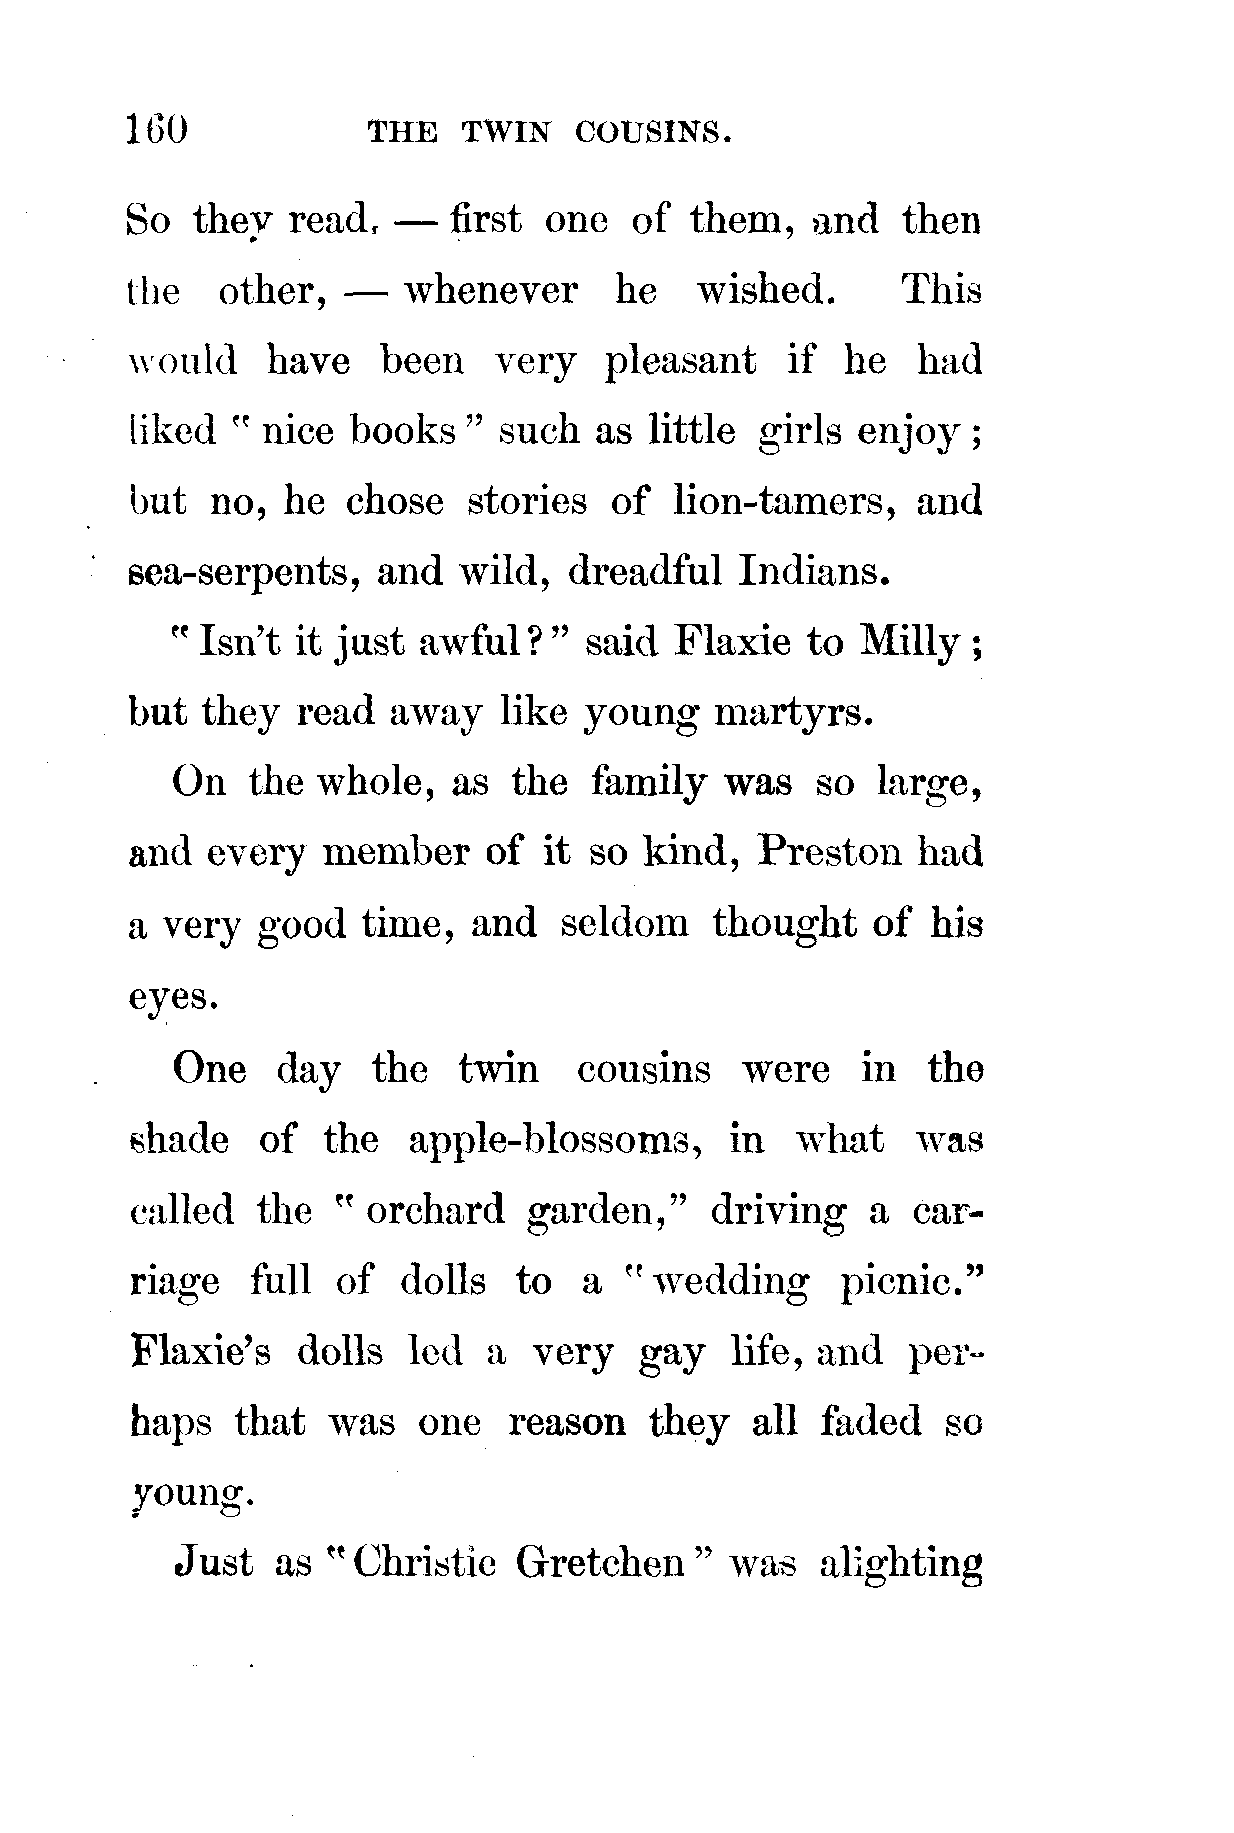 160 THE TWIN COUSINS.
So they read, — first one of them, and then
the other, — whenever he wished. This
would have been very pleasant if he had
liked " nice books " such as little girls enjoy ;
but no, he chose stories of lion-tamers, and
sea-serpents, and wild, dreadful Indians.
" Isn't it just awful ? " said Flaxie to Milly ;
but they read away like young martyrs.
On the whole, as the family was so large,
and every member of it so kind, Preston had
a very good time, and seldom thought of his
eyes.
One day the twin cousins were in the
shade of the apple-blossoms, in what was
called the " orchard garden," driving a car-
riage full of dolls to a " wedding picnic."
Flaxie's dolls led a very gay life, and per-
haps that was one reason they all faded so
young.
Just as " Christie Gretchen " was alighting